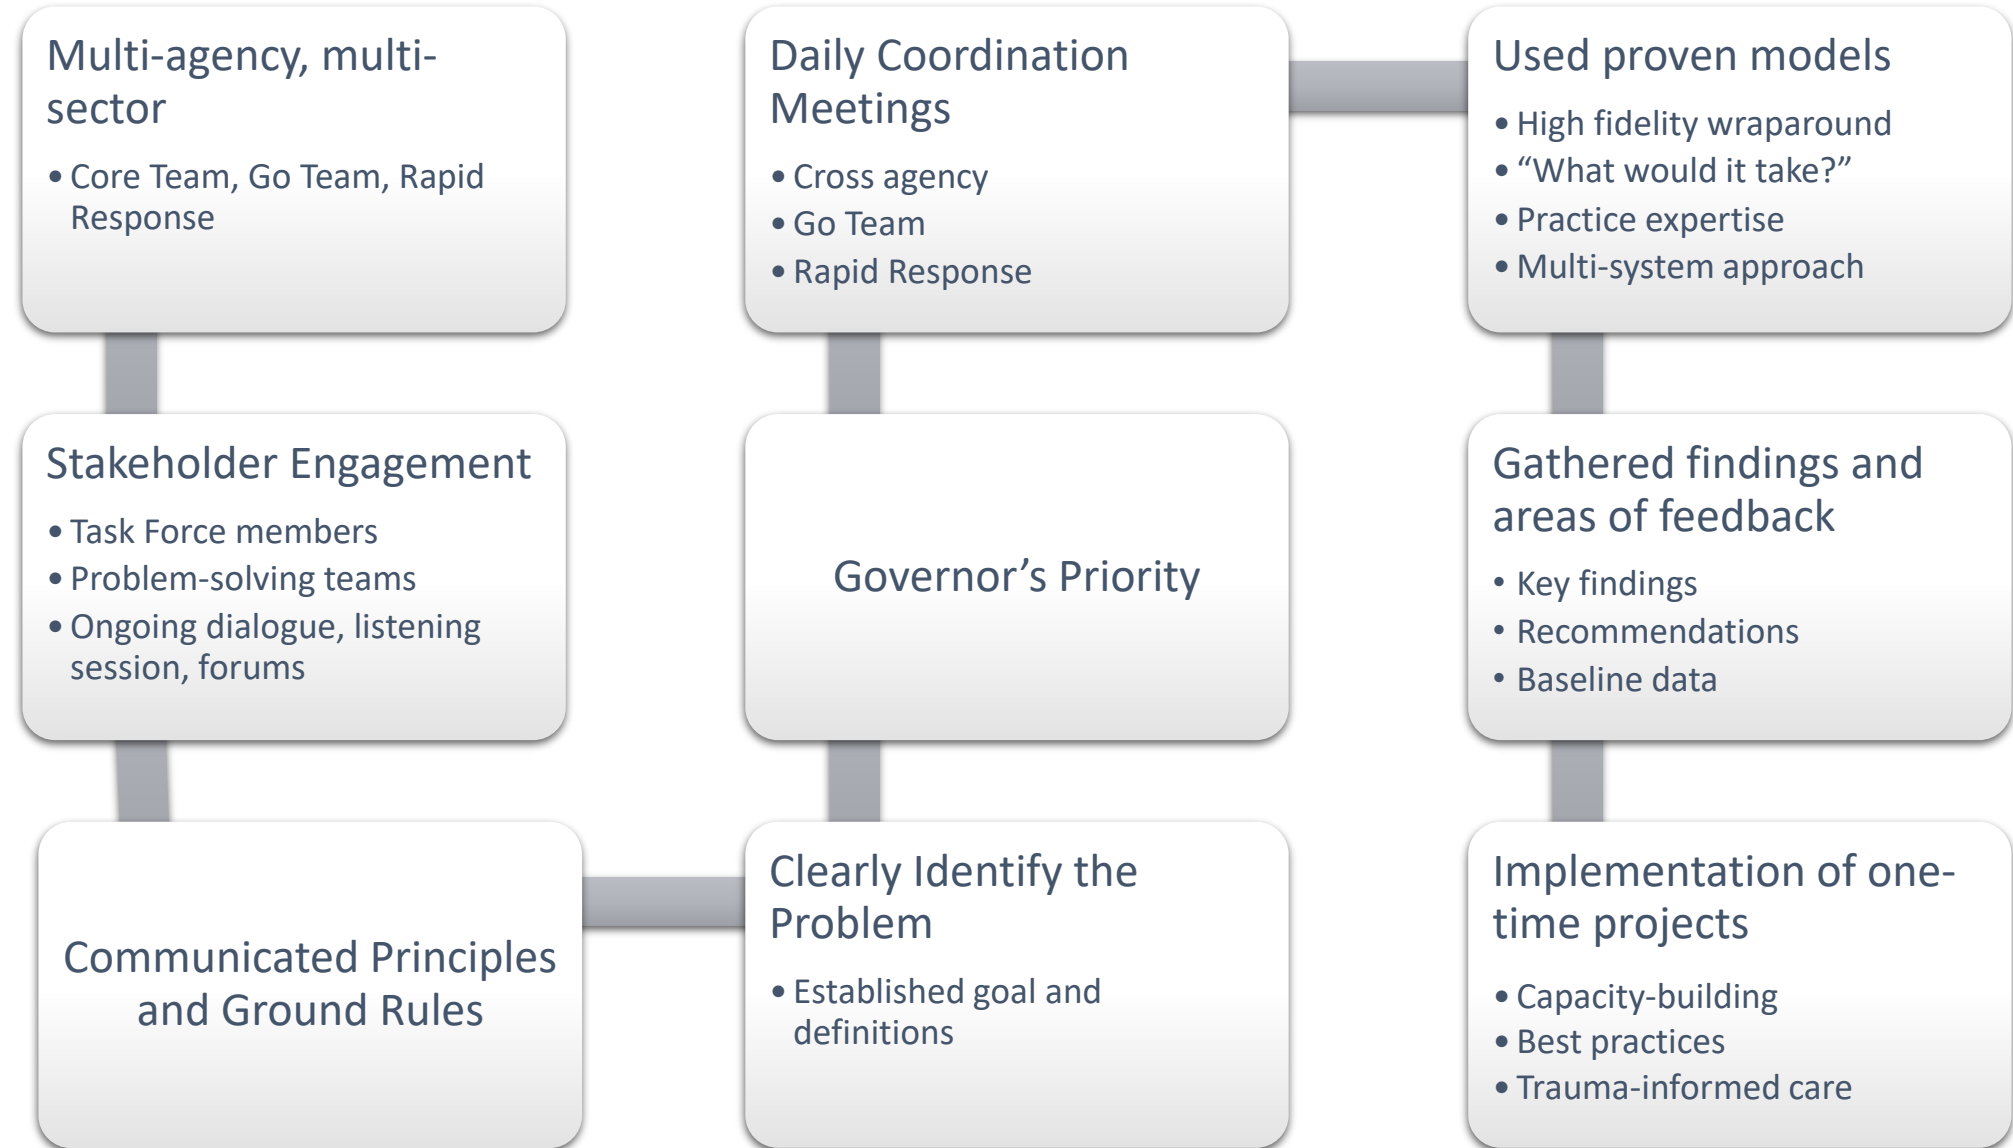 Multi-agency, multi-
sector
• Core Team, Go Team, Rapid
Response
Stakeholder Engagement
• Task Force members
• Problem-solving teams
• Ongoing dialogue, listening
session, forums
Communicated Principles
and Ground Rules
Clearly Identify the
Problem
• Established goal and
definitions
Governor’s Priority
Daily Coordination
Meetings
• Cross agency
• Go Team
• Rapid Response
Used proven models
• High fidelity wraparound
• “What would it take?”
• Practice expertise
• Multi-system approach
Gathered findings and
areas of feedback
• Key findings
• Recommendations
• Baseline data
Implementation of one-
time projects
• Capacity-building
• Best practices
• Trauma-informed care